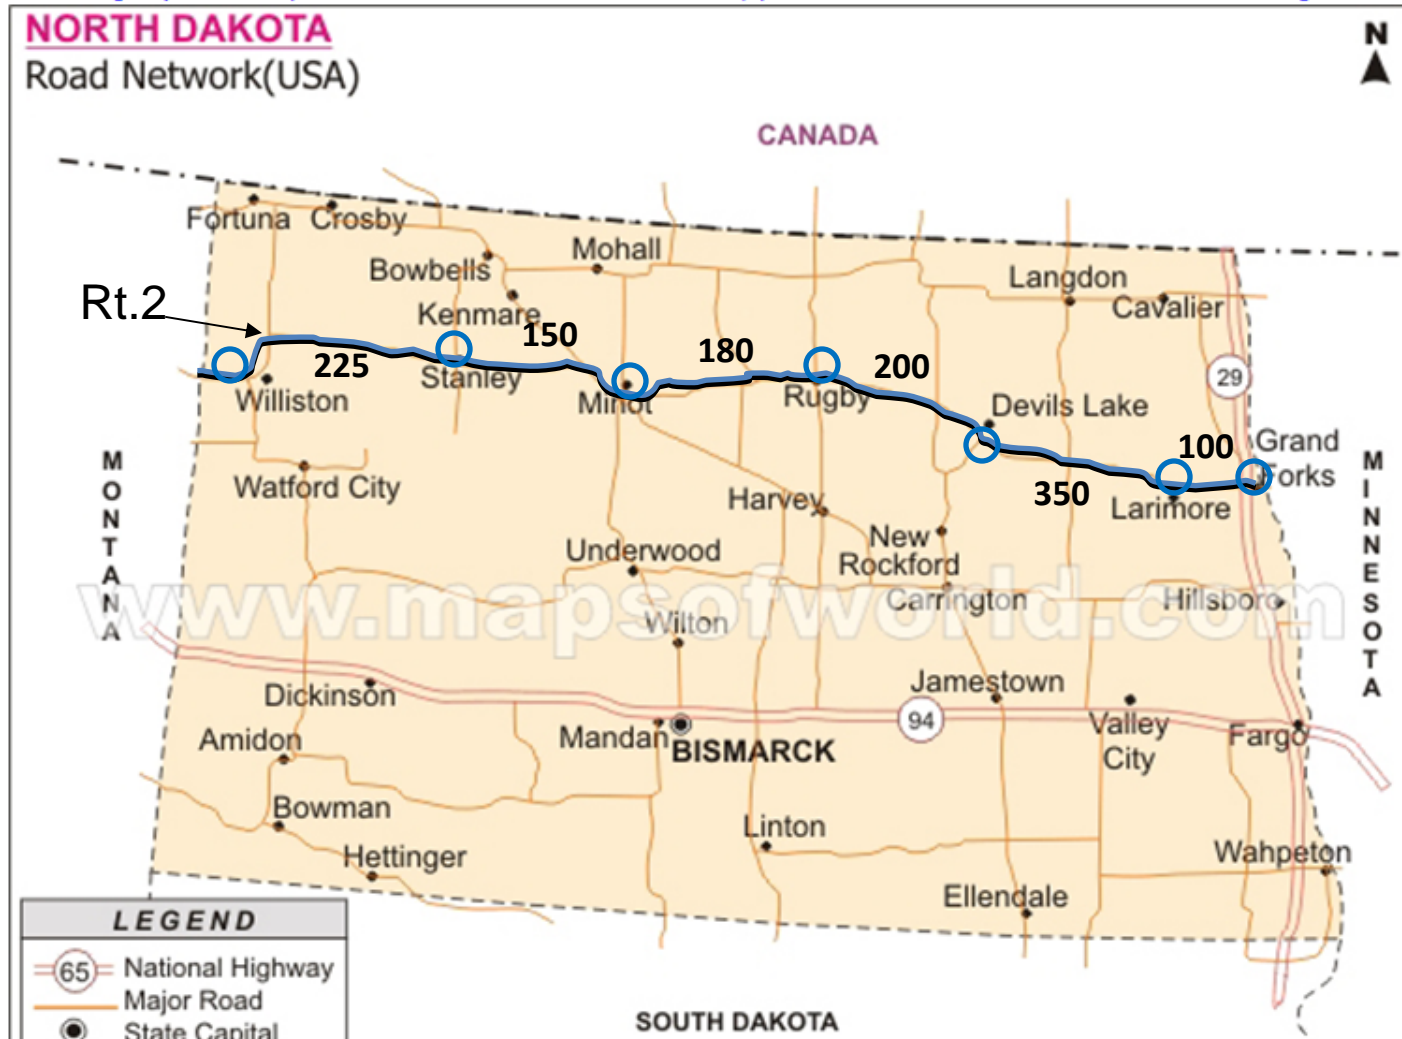 NORTH DAKOTA
Road Network(USA)
N
CANADA
Fortuna
Crosby
Mohall
Bowbells
Langdon
Cavalier
Rt.2
Kenmare
150
180
200
225
Stanley
29
Williston
Minot
Rugby
Devils Lake
100
Grand
Forks
MONTANA
MINNESOTA
Watford City
Harvey
350
Larimore
New
Rockford
Underwood
Carrington
Hillsboro
www.mapsofworld.com
Wilton
Dickinson
Jamestown
94
Amidon
Mandan
BISMARCK
Valley
City
Fargo
Bowman
Linton
Hettinger
Wahpeton
Ellendale
LEGEND
65 National Highway
Major Road
State Capital
SOUTH DAKOTA